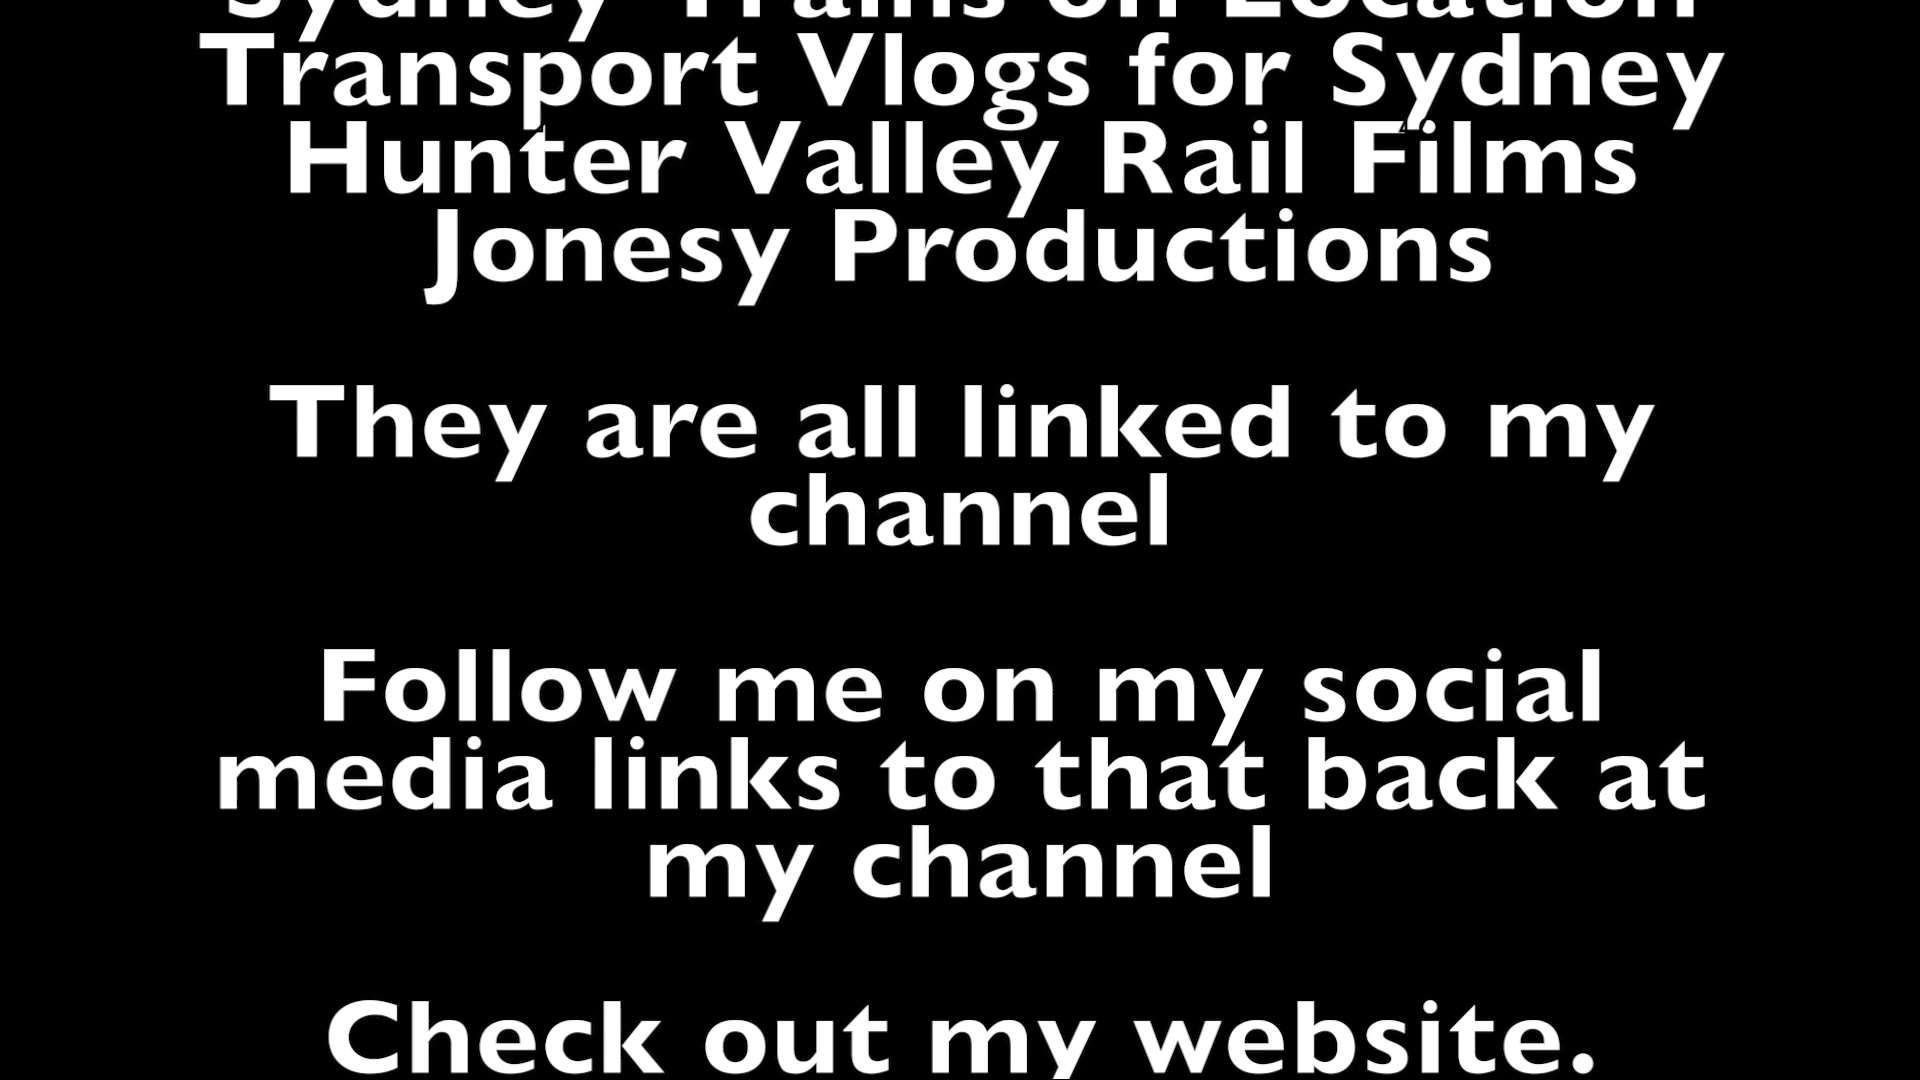 Sydney Trains on Location
Transport Vlogs for Sydney
Hunter Valley Rail Films
Jonesy Productions
They are all linked to my
channel
Follow me on my social
media links to that back at
my channel
Check out my website.